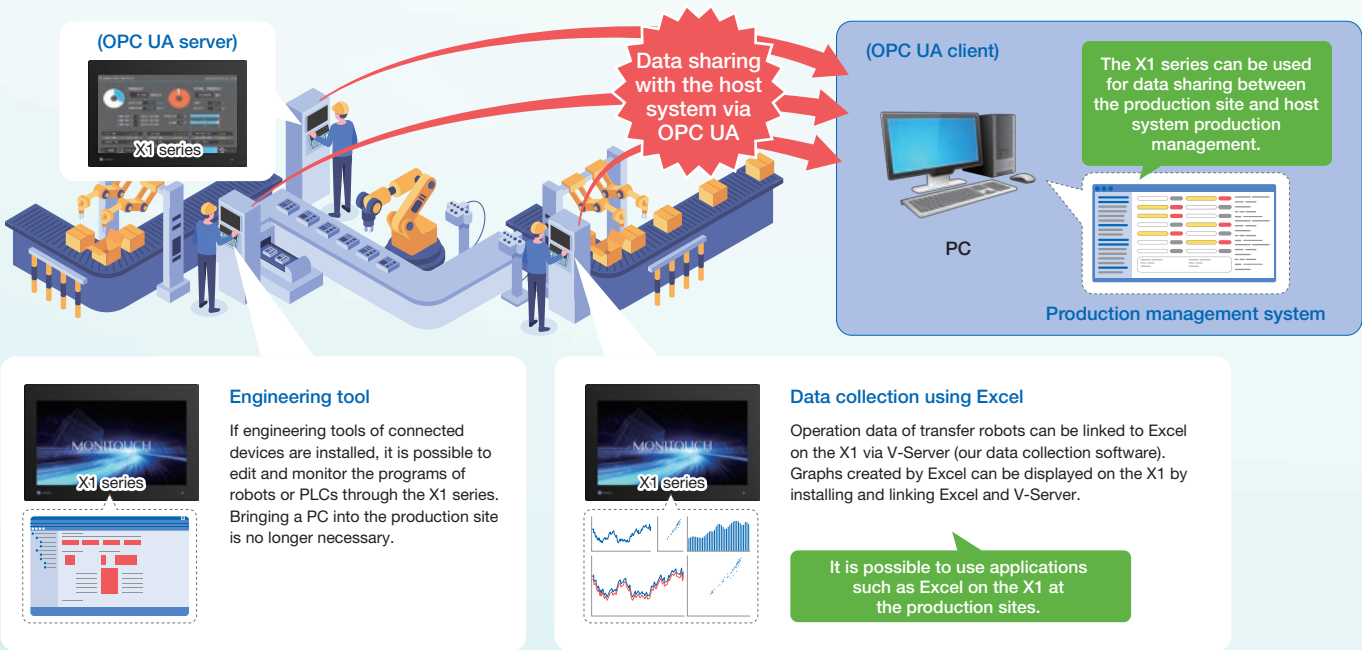 (OPC UA server)
X1 series
Data sharing
with the host
system via
OPC UA
(OPC UA client)
The X1 series can be used
for data sharing between
the production site and host
system production
management.
PC
Production management system
MONITOUCH
X1 series
Engineering tool
If engineering tools of connected
devices are installed, it is possible to
edit and monitor the programs of
robots or PLCs through the X1 series.
Bringing a PC into the production site
is no longer necessary.
MONITOUCH
X1 series
Data collection using Excel
Operation data of transfer robots can be linked to Excel
on the X1 via V-Server (our data collection software).
Graphs created by Excel can be displayed on the X1 by
installing and linking Excel and V-Server.
It is possible to use applications
such as Excel on the X1 at
the production sites.